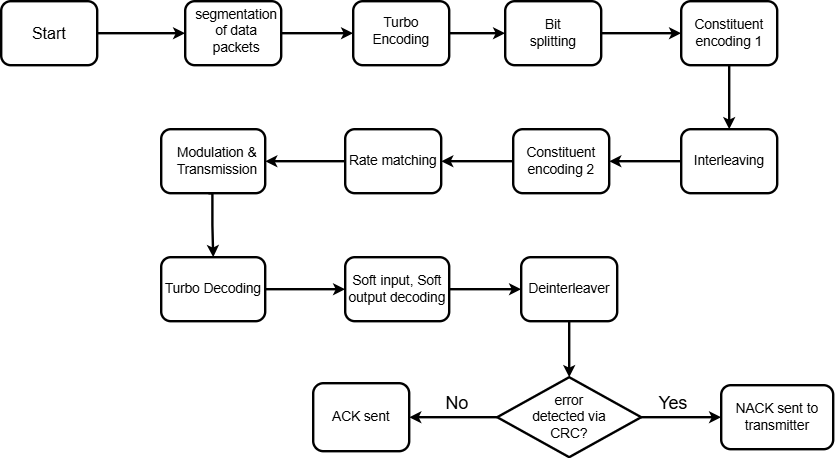 Start
segmentation
of data
packets
Turbo
Encoding
Bit
splitting
Constituent
encoding 1
Modulation &
Transmission
Rate matching
Constituent
encoding 2
Interleaving
Turbo Decoding
Soft input, Soft
output decoding
Deinterleaver
ACK sent
No
error
detected via
CRC?
Yes
NACK sent to
transmitter